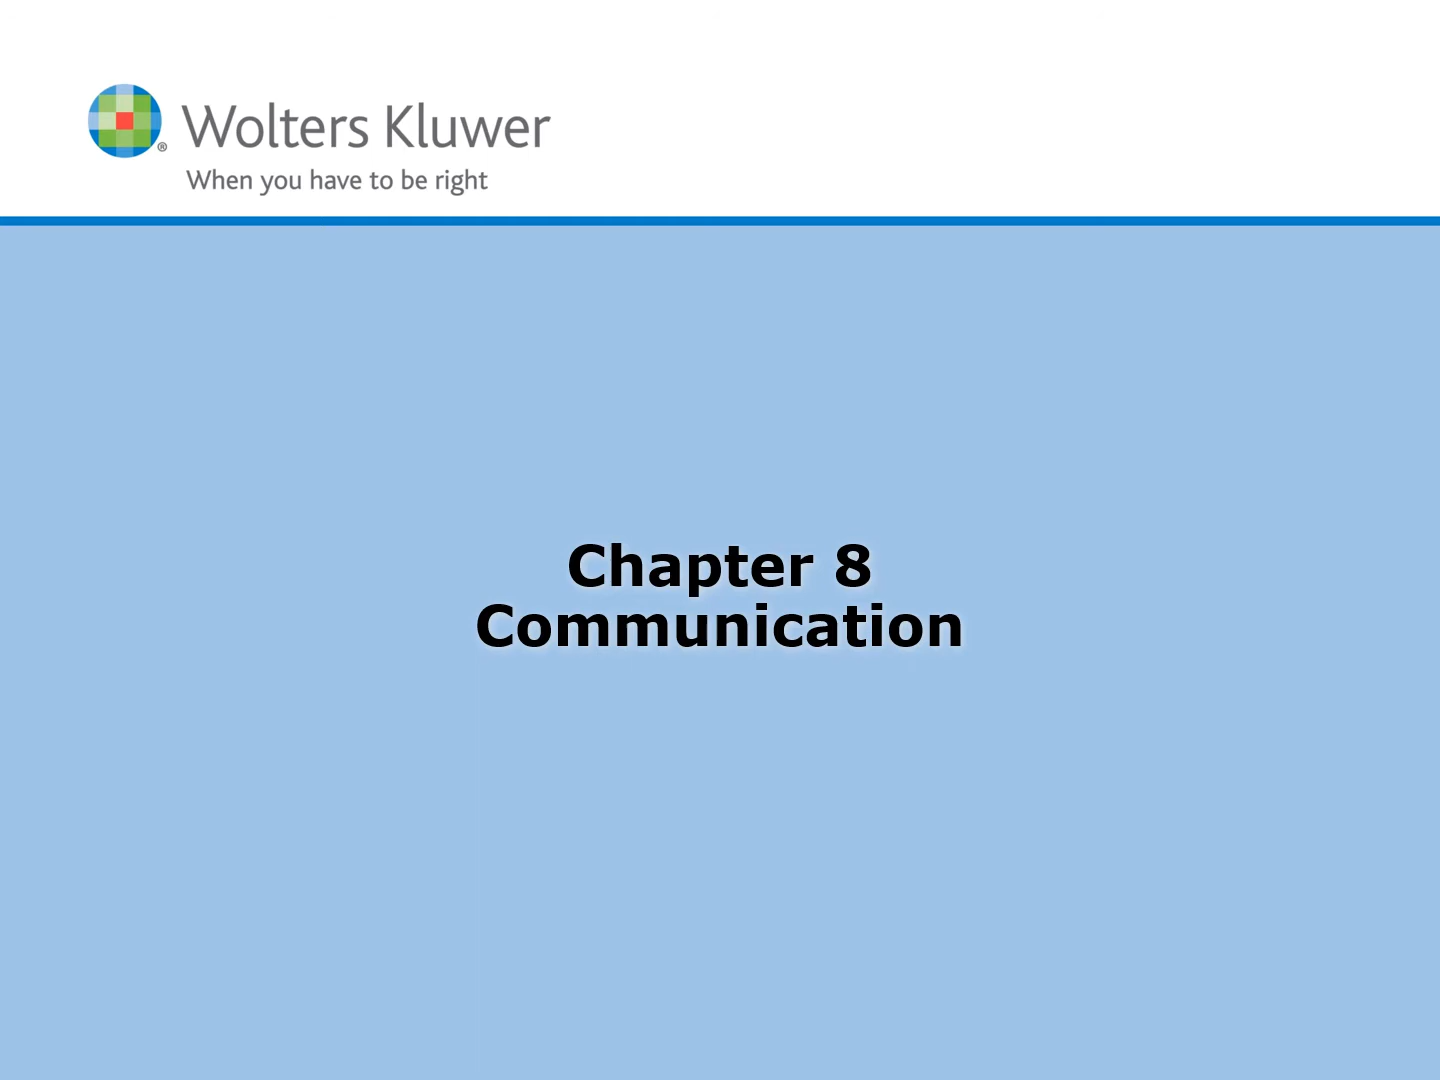 Wolters Kluwer
®
When you have to be right
Chapter 8
Communication